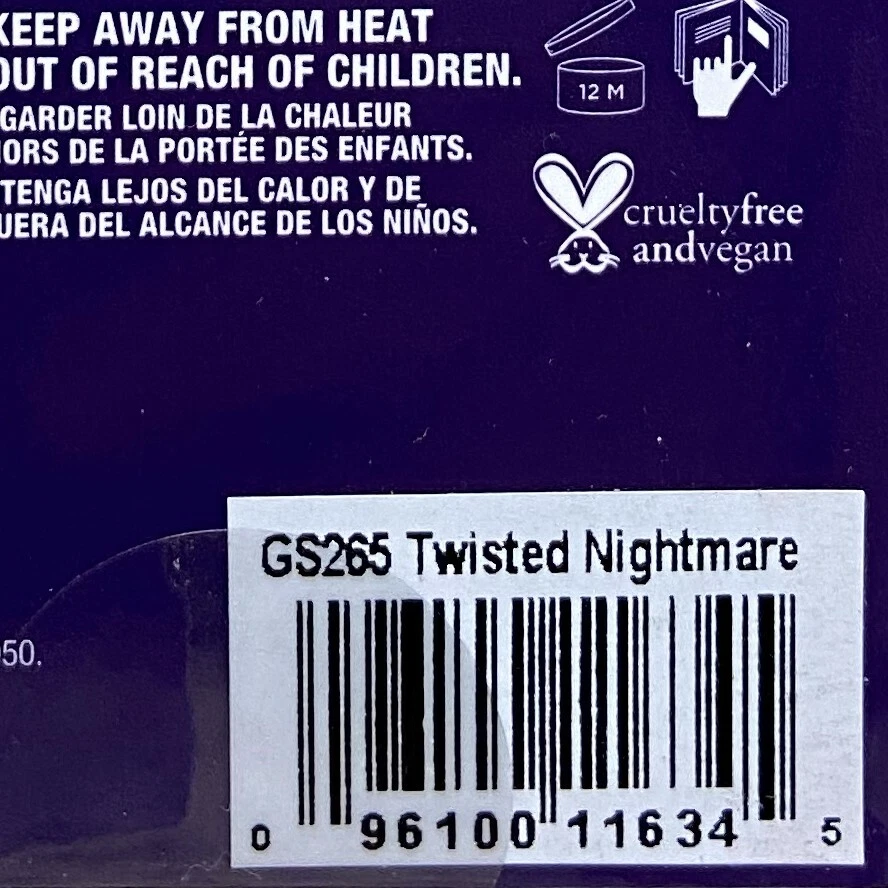 KEEP AWAY FROM HEAT
OUT OF REACH OF CHILDREN.
GARDER LOIN DE LA CHALEUR
HORS DE LA PORTÉE DES ENFANTS.
TENGA LEJOS DEL CALOR Y DE
UERA DEL ALCANCE DE LOS NIÑOS.
12 M
crueltyfree
andvegan
GS265 Twisted Nightmare
50.
0 96100 11634 5